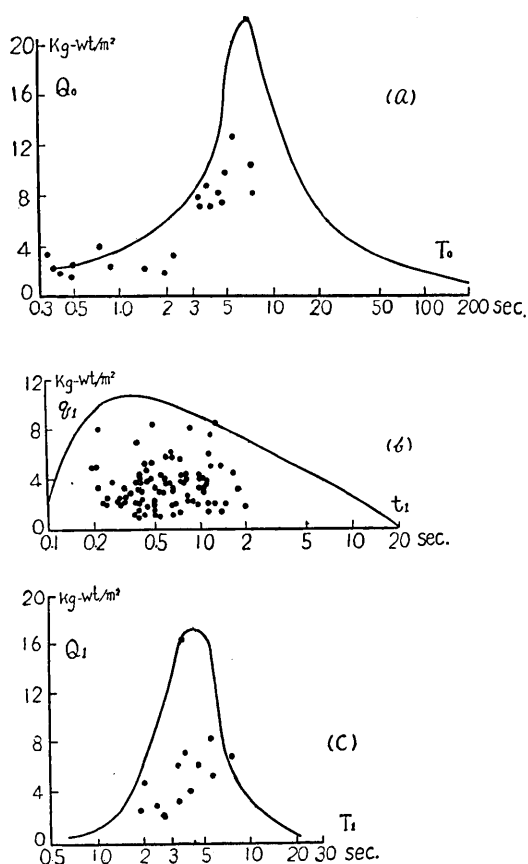 Kg-wt/m²
20
Q₀
16
(a)
12
8
4
T₀
0
0.3 0.5 1.0 2 5 10 20 50 100 200 sec.
12
Kg-wt/m²
q₁
8
(b)
4
t₁
0
0.1 0.2 0.5 1.0 2 5 10 20 sec.
20
Kg-wt/m²
Q₁
16
12
8
(C)
4
T₁
0
0.5 1.0 2 3 5 10 20 30 sec.